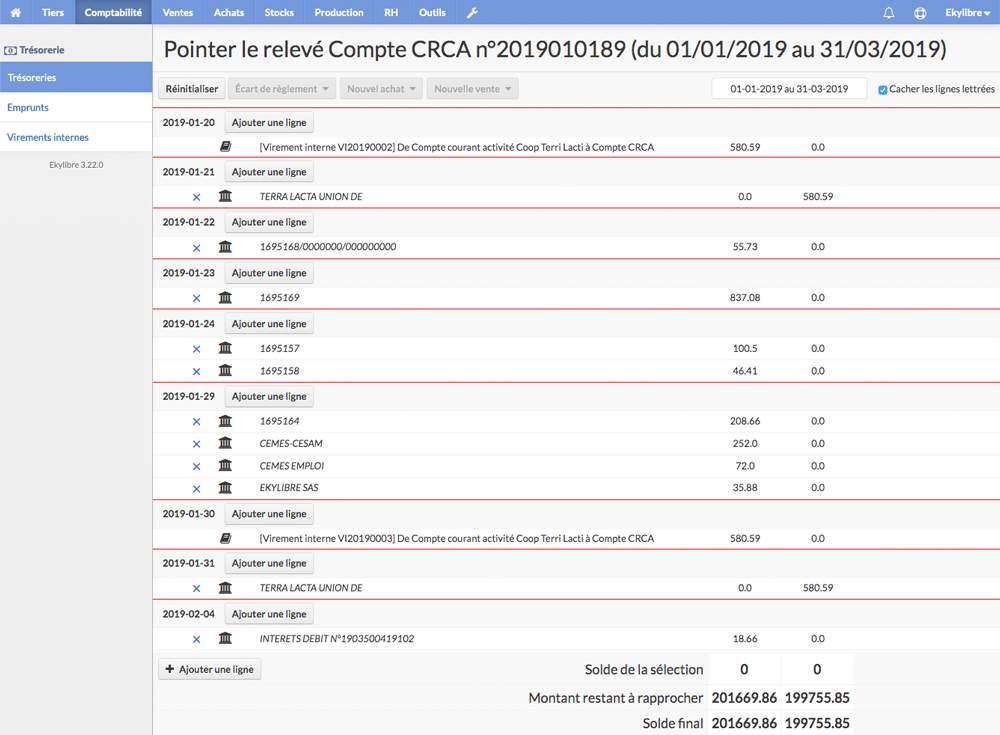 Tiers Comptabilité Ventes Achats Stocks Production RH Outils Ekylibre
Trésorerie
Trésoreries
Emprunts
Virements internes
Ekylibre 3.22.0
Pointer le relevé Compte CRCA n°2019010189 (du 01/01/2019 au 31/03/2019)
Réinitialiser Écart de règlement Nouvel achat Nouvelle vente 01-01-2019 au 31-03-2019 Cacher les lignes lettrées
2019-01-20 Ajouter une ligne
[Virement interne VI20190002] De Compte courant activité Coop Terri Lacti à Compte CRCA 580.59 0.0
2019-01-21 Ajouter une ligne
TERRA LACTA UNION DE 0.0 580.59
2019-01-22 Ajouter une ligne
1695168/0000000/000000000 55.73 0.0
2019-01-23 Ajouter une ligne
1695169 837.08 0.0
2019-01-24 Ajouter une ligne
1695157 100.5 0.0
1695158 46.41 0.0
2019-01-29 Ajouter une ligne
1695164 208.66 0.0
CEMES-CESAM 252.0 0.0
CEMES EMPLOI 72.0 0.0
EKYLIBRE SAS 35.88 0.0
2019-01-30 Ajouter une ligne
[Virement interne VI20190003] De Compte courant activité Coop Terri Lacti à Compte CRCA 580.59 0.0
2019-01-31 Ajouter une ligne
TERRA LACTA UNION DE 0.0 580.59
2019-02-04 Ajouter une ligne
INTERETS DEBIT N°1903500419102 18.66 0.0
Ajouter une ligne Solde de la sélection 0 0
Montant restant à rapprocher 201669.86 199755.85
Solde final 201669.86 199755.85